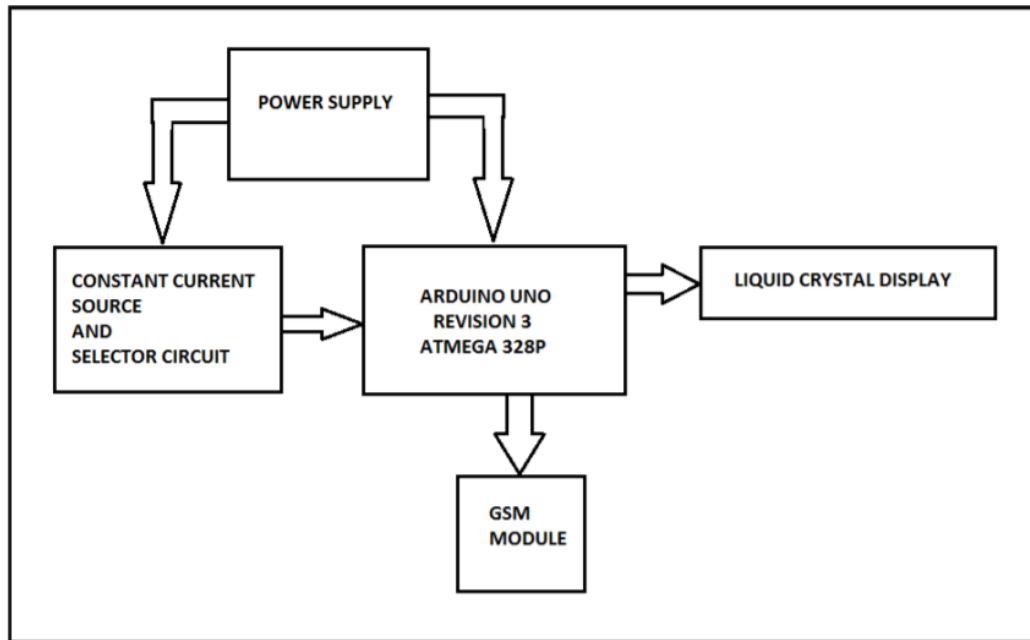 POWER SUPPLY
CONSTANT CURRENT
SOURCE
AND
SELECTOR CIRCUIT
ARDUINO UNO
REVISION 3
ATMEGA 328P
LIQUID CRYSTAL DISPLAY
GSM
MODULE